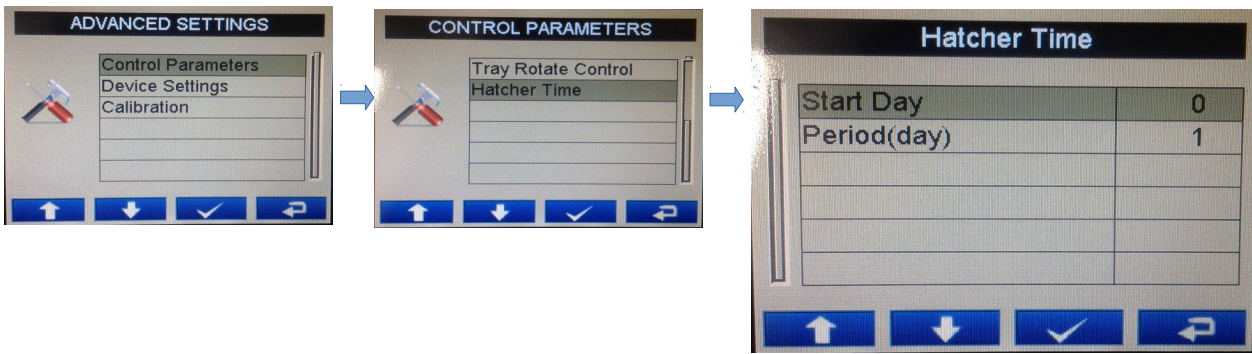 ADVANCED SETTINGS
Control Parameters
Device Settings
Calibration
CONTROL PARAMETERS
Tray Rotate Control
Hatcher Time
Hatcher Time
Start Day 0
Period(day) 1